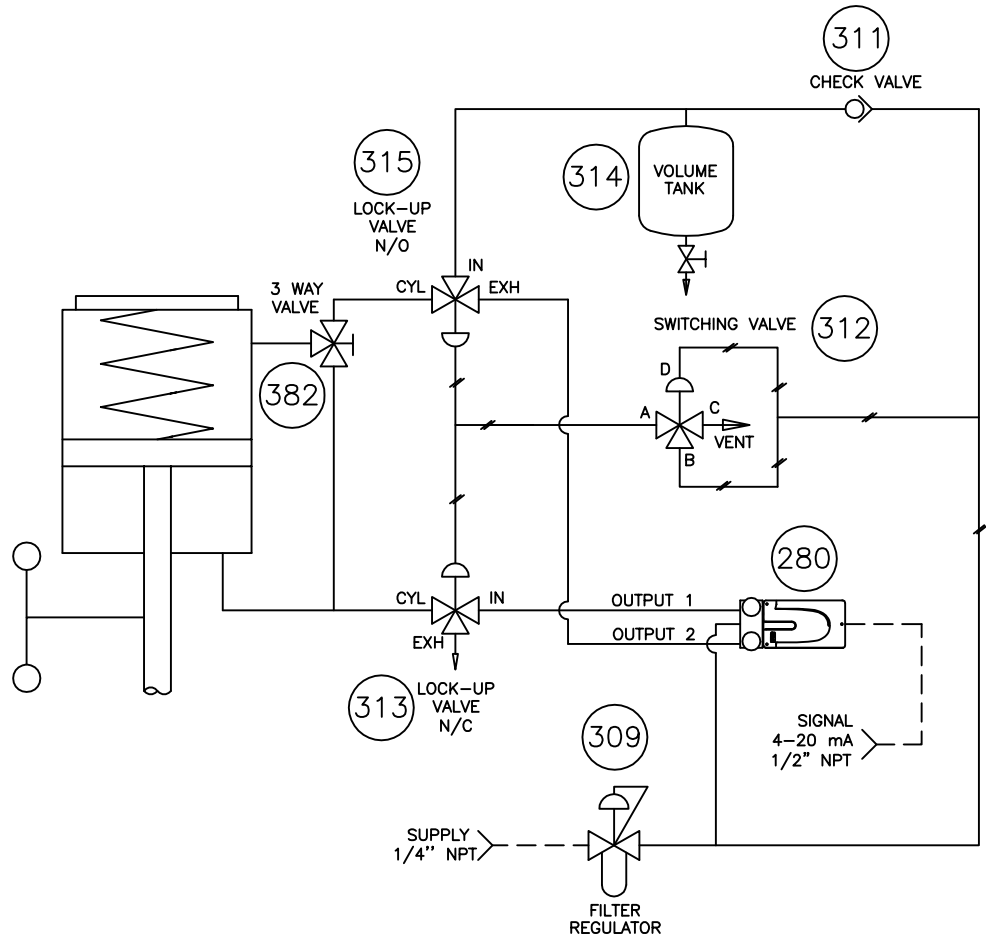 311
CHECK VALVE
315
LOCK-UP
VALVE
N/O
314
VOLUME
TANK
IN
CYL
EXH
3 WAY
VALVE
382
SWITCHING VALVE
312
D
A
C
VENT
B
280
CYL
IN
EXH
OUTPUT 1
OUTPUT 2
313
LOCK-UP
VALVE
N/C
309
SIGNAL
4-20 mA
1/2" NPT
SUPPLY
1/4'' NPT
FILTER
REGULATOR